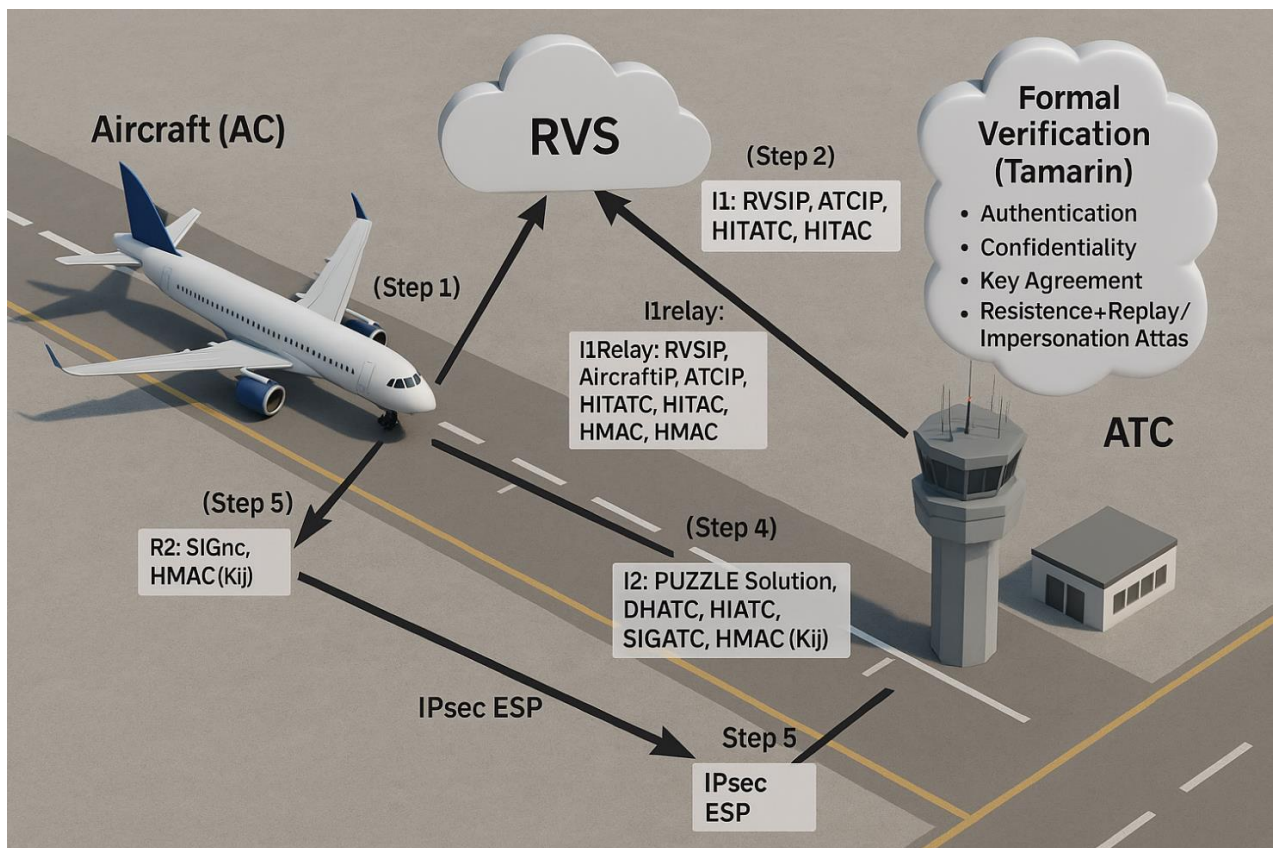 Aircraft (AC)
RVS
Formal
Verification
(Tamarin)
• Authentication
• Confidentiality
• Key Agreement
• Resistence+Replay/
Impersonation Attas
(Step 2)
I1: RVSIP, ATCIP,
HITATC, HITAC
(Step 1)
I1relay:
I1Relay: RVSIP,
AircraftiP, ATCIP,
HITATC, HITAC,
HMAC, HMAC
ATC
(Step 5)
R2: SIGnc,
HMAC (Kij)
(Step 4)
I2: PUZZLE Solution,
DHATC, HIATC,
SIGATC, HMAC (Kij)
IPsec ESP
Step 5
IPsec
ESP